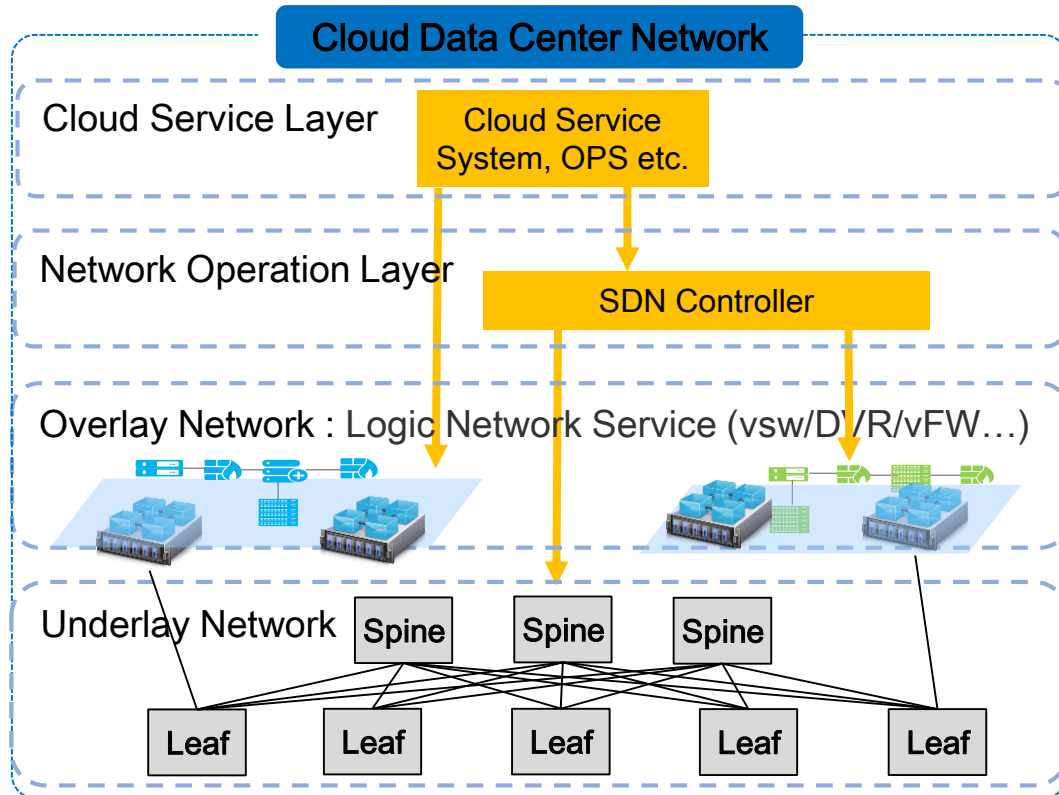 Cloud Data Center Network
Cloud Service Layer
Cloud Service
System, OPS etc.
Network Operation Layer
SDN Controller
Overlay Network : Logic Network Service (vsw/DVR/vFW…)
Underlay Network
Spine
Spine
Spine
Leaf
Leaf
Leaf
Leaf
Leaf